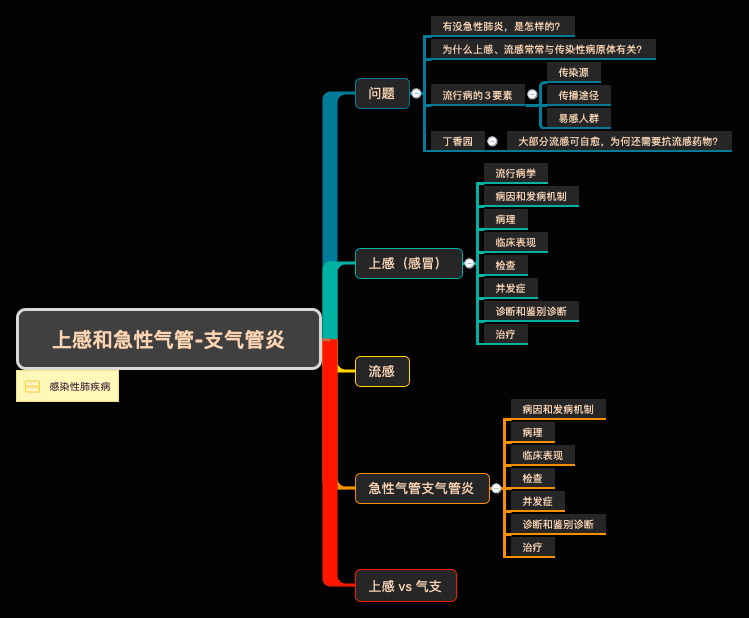 上感和急性气管-支气管炎
感染性肺疾病
问题
有没急性肺炎，是怎样的？
为什么上感、流感常常与传染性病原体有关？
流行病的3要素
传染源
传播途径
易感人群
丁香园
大部分流感可自愈，为何还需要抗流感药物？
上感（感冒）
流行病学
病因和发病机制
病理
临床表现
检查
并发症
诊断和鉴别诊断
治疗
流感
急性气管支气管炎
病因和发病机制
病理
临床表现
检查
并发症
诊断和鉴别诊断
治疗
上感 vs 气支